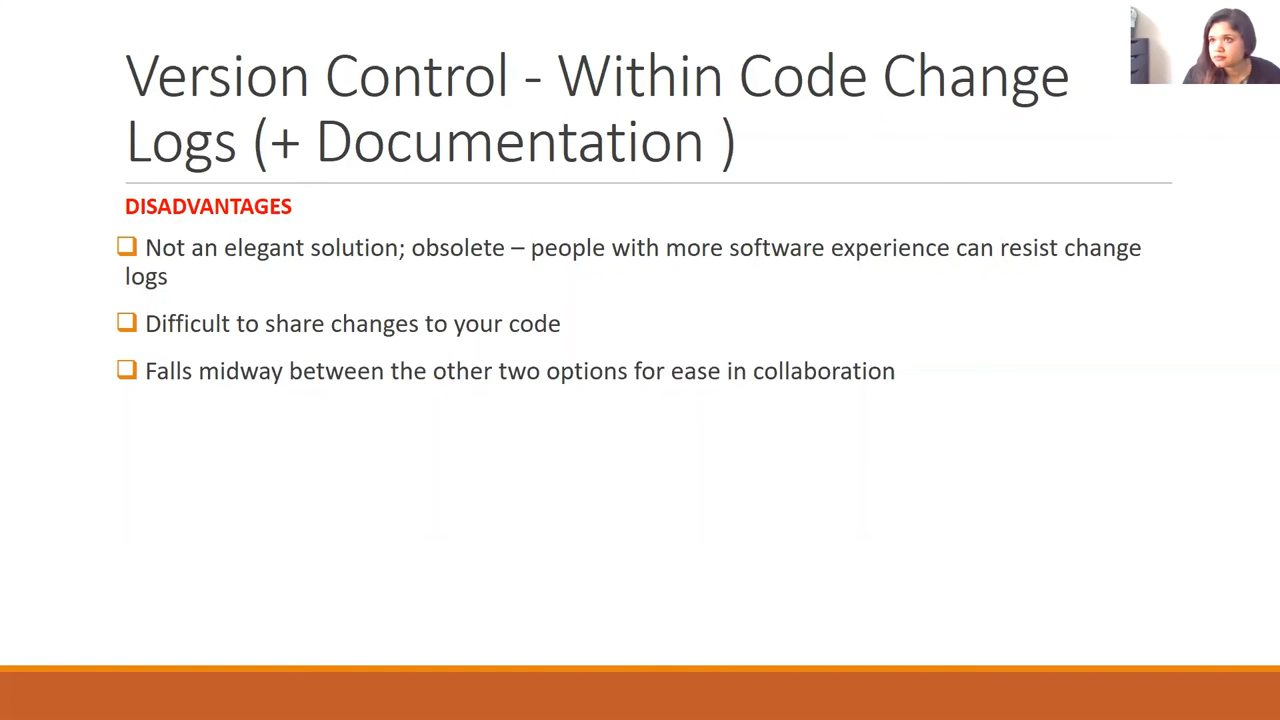 Version Control - Within Code Change
Logs (+ Documentation )
DISADVANTAGES
Not an elegant solution; obsolete – people with more software experience can resist change
logs
Difficult to share changes to your code
Falls midway between the other two options for ease in collaboration